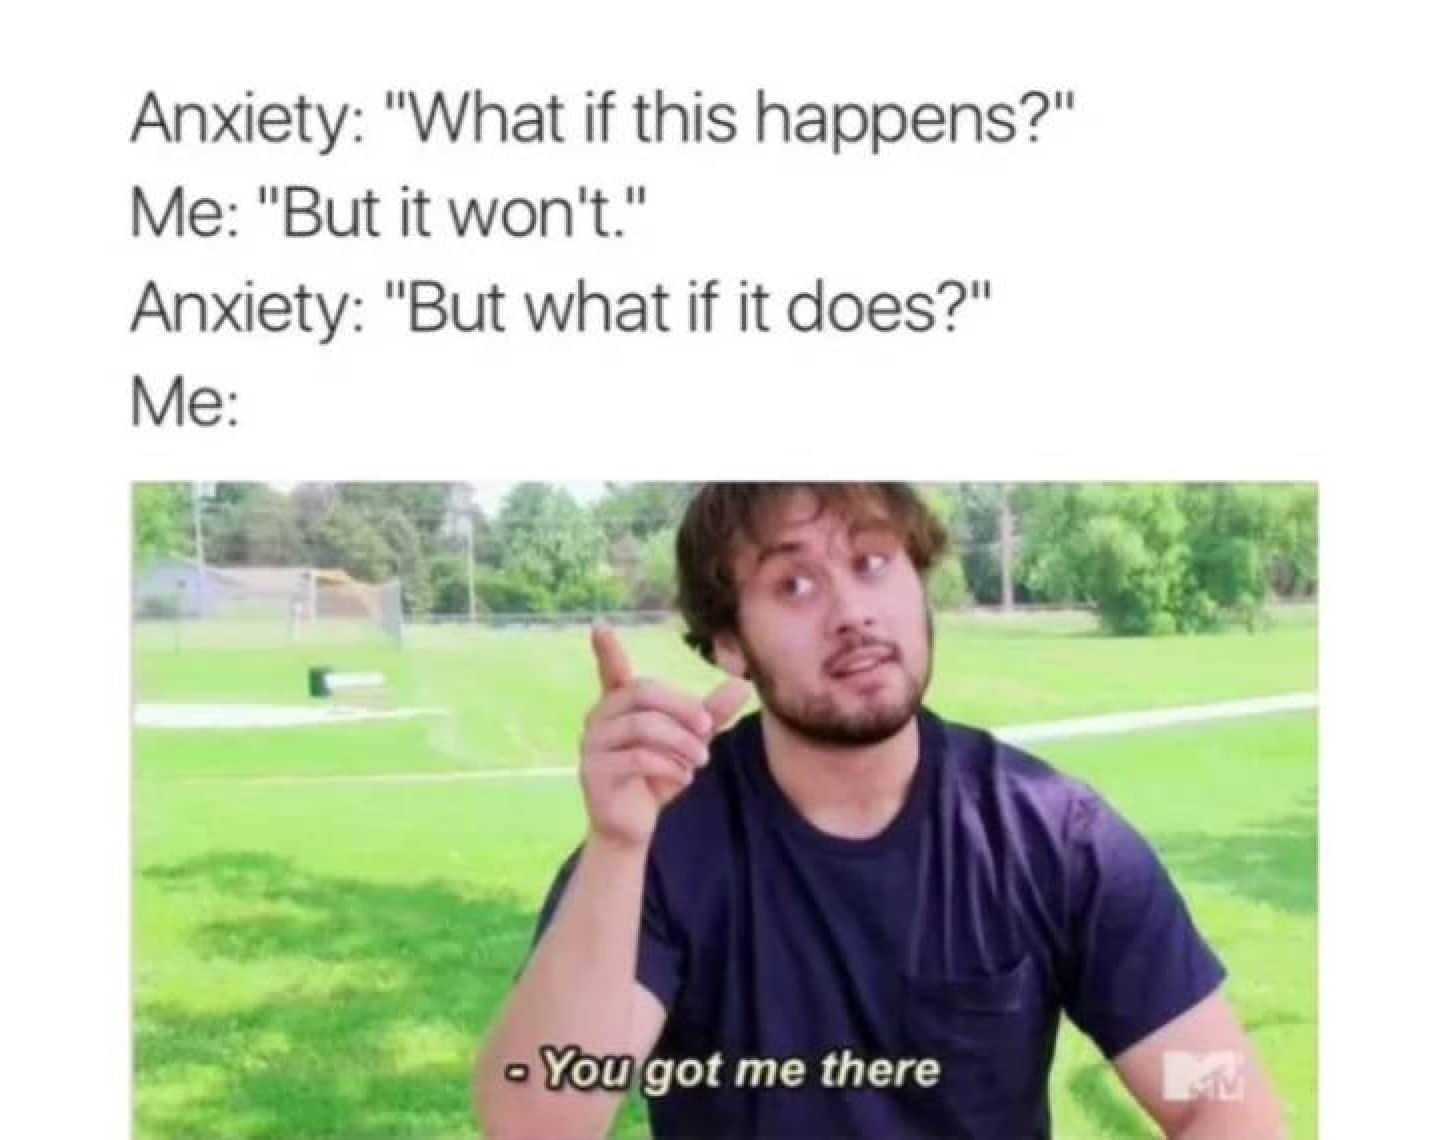 Anxiety: "What if this happens?"
Me: "But it won't."
Anxiety: "But what if it does?"
Me:
- You got me there
MTV